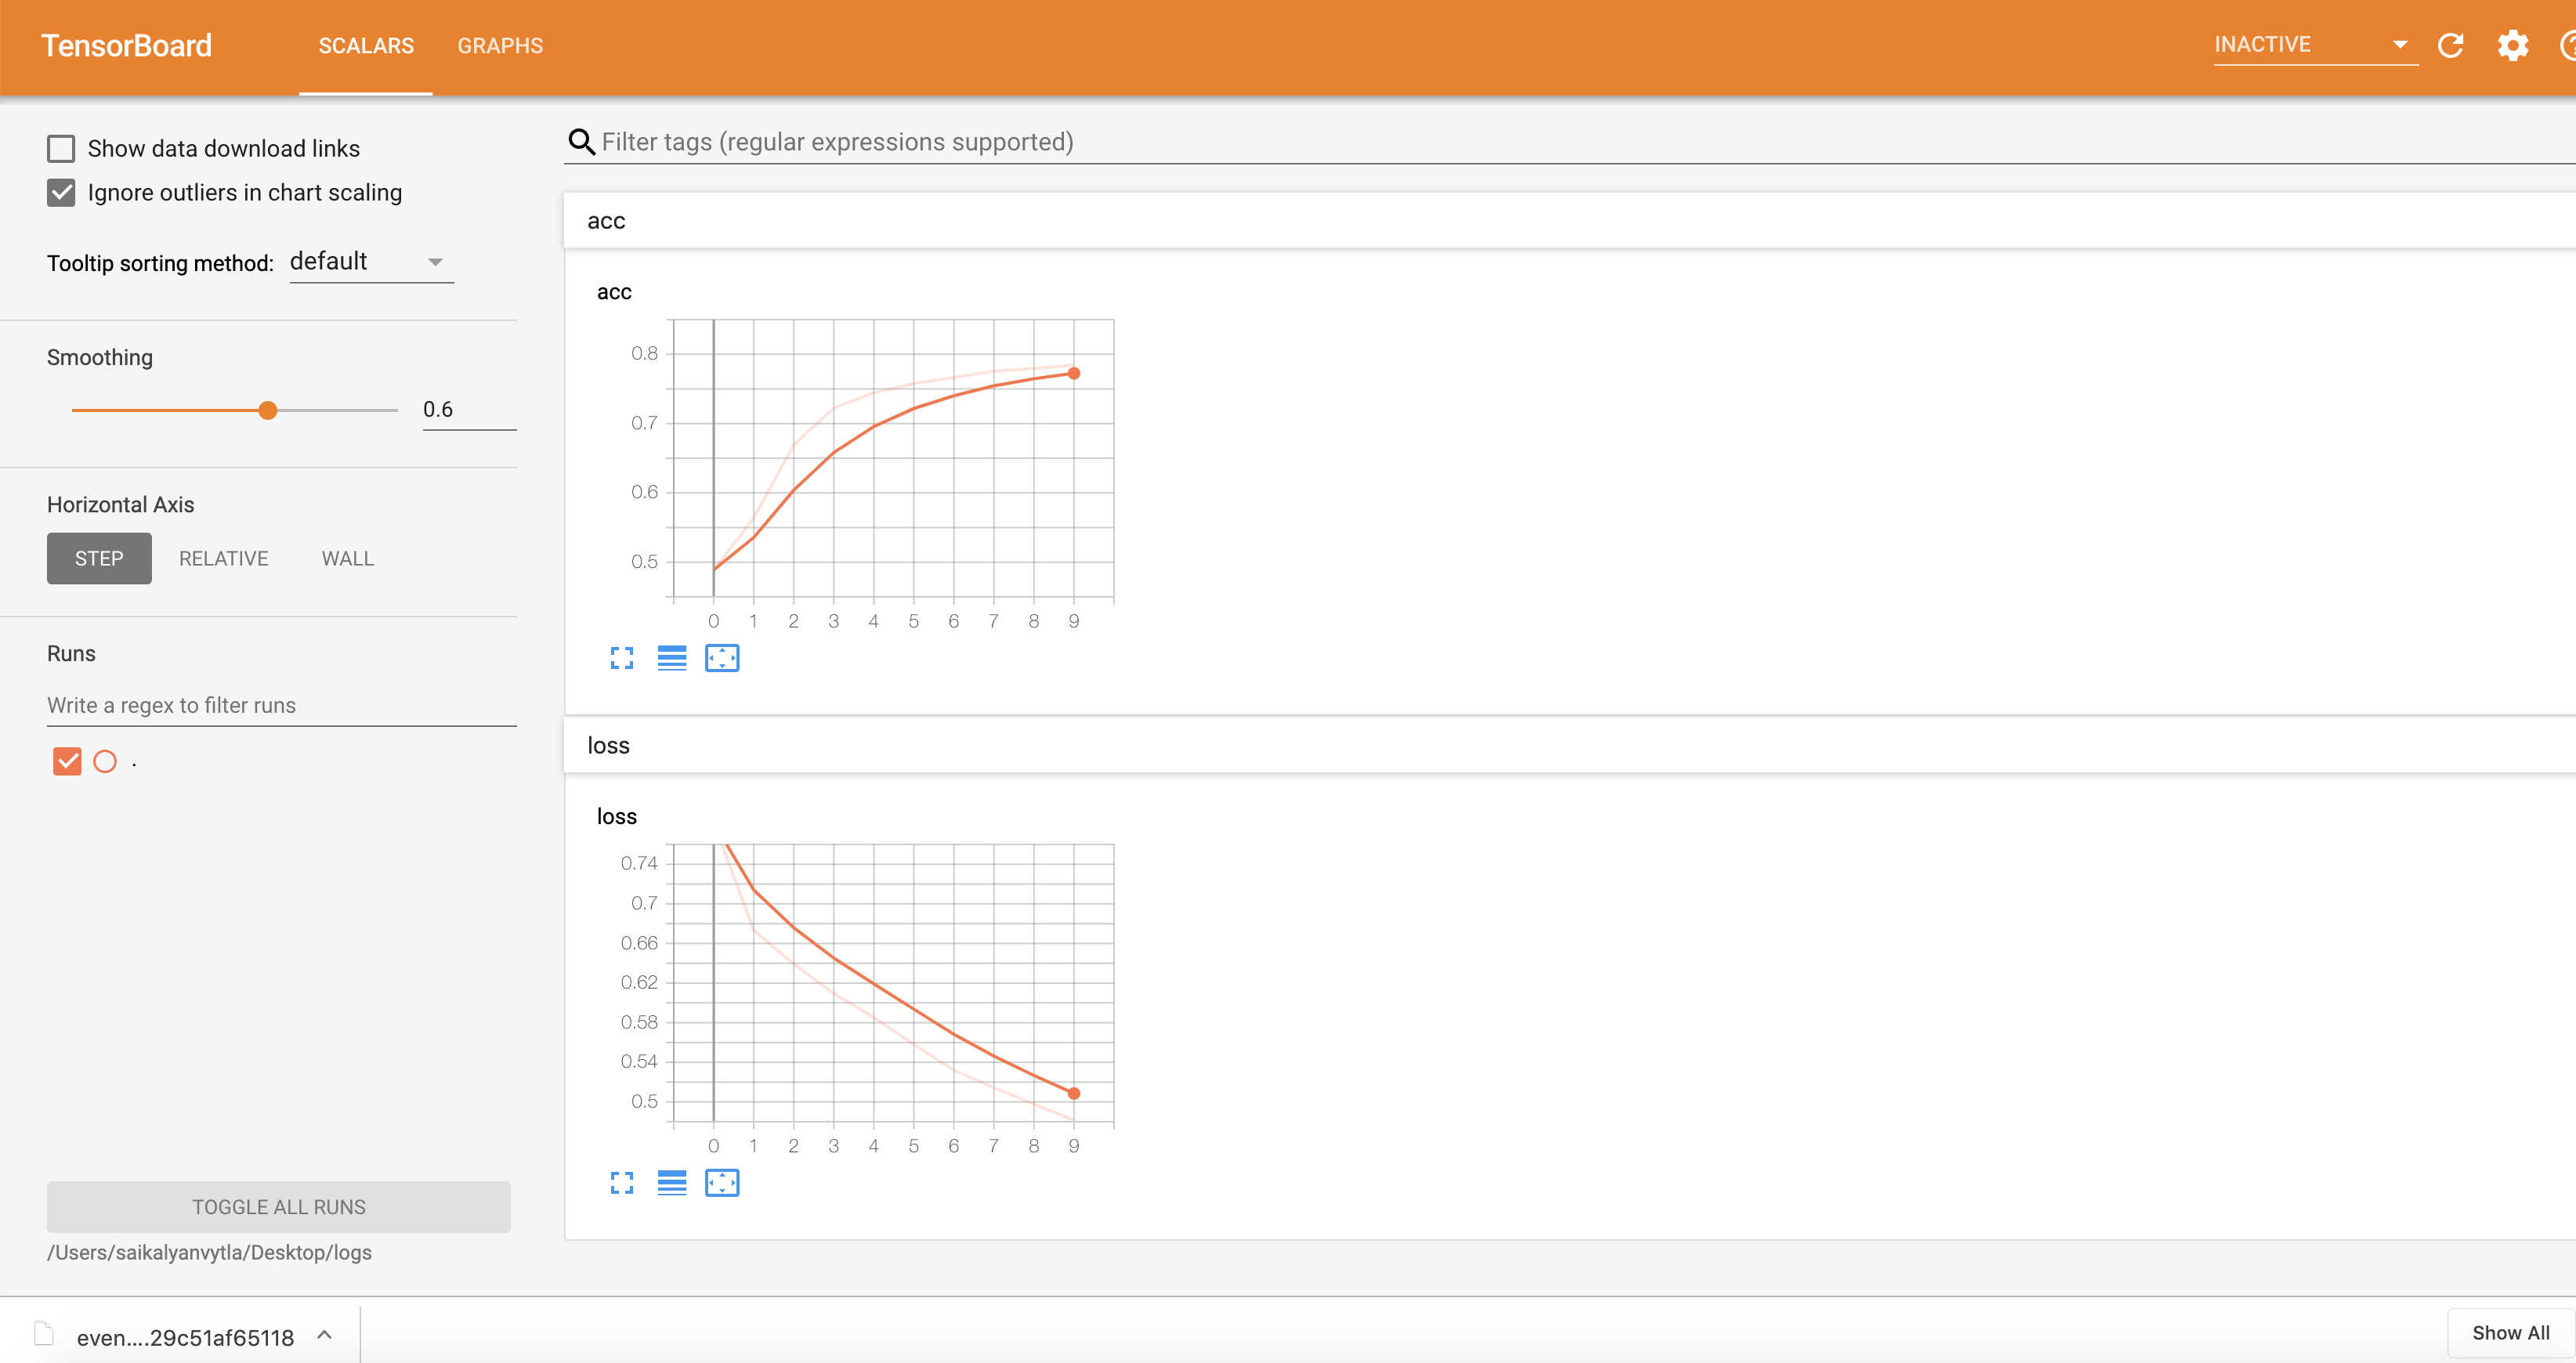 TensorBoard SCALARS GRAPHS INACTIVE
Show data download links
Ignore outliers in chart scaling
Tooltip sorting method: default
Smoothing
0.6
Horizontal Axis
STEP RELATIVE WALL
Runs
Write a regex to filter runs
.
TOGGLE ALL RUNS
/Users/saikalyanvytla/Desktop/logs
Filter tags (regular expressions supported)
acc
acc
0.8
0.7
0.6
0.5
0 1 2 3 4 5 6 7 8 9
loss
loss
0.74
0.7
0.66
0.62
0.58
0.54
0.5
0 1 2 3 4 5 6 7 8 9
even....29c51af65118
Show All